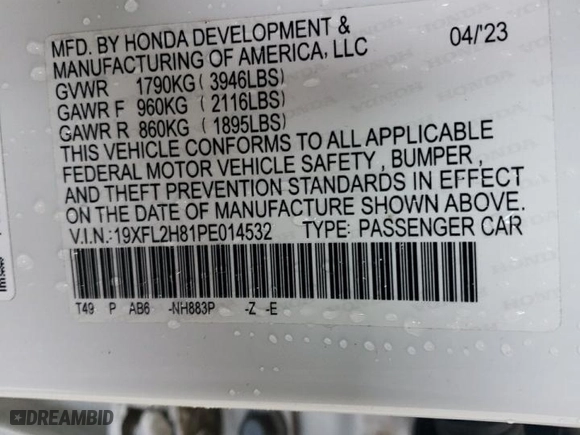 MFD. BY HONDA DEVELOPMENT &
MANUFACTURING OF AMERICA, LLC 04/'23
GVWR 1790KG ( 3946LBS)
GAWR F 960KG ( 2116LBS)
GAWR R 860KG ( 1895LBS)
THIS VEHICLE CONFORMS TO ALL APPLICABLE
FEDERAL MOTOR VEHICLE SAFETY , BUMPER ,
AND THEFT PREVENTION STANDARDS IN EFFECT
ON THE DATE OF MANUFACTURE SHOWN ABOVE.
V.I.N.: 19XFL2H81PE014532 TYPE: PASSENGER CAR
T49 P AB6 -NH883P -Z -E
DREAMBID